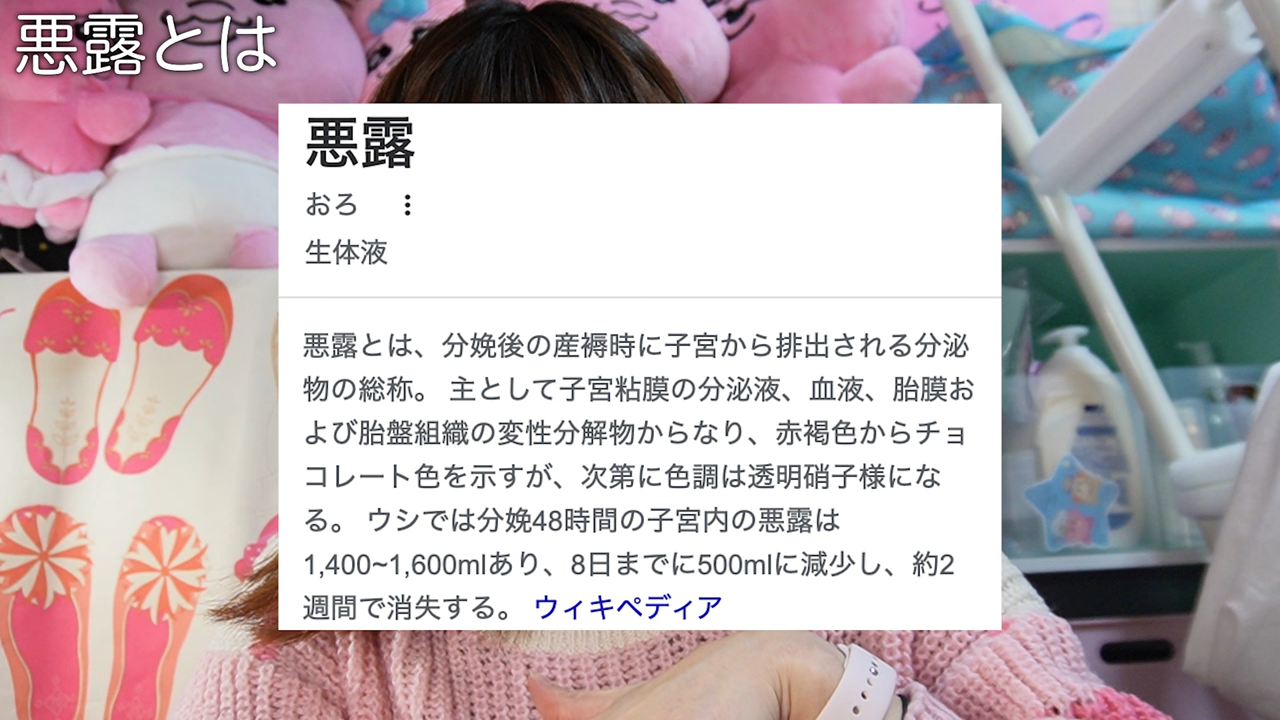 悪露とは
悪露
おろ
生体液
悪露とは、分娩後の産褥時に子宮から排出される分泌
物の総称。 主として子宮粘膜の分泌液、血液、胎膜お
よび胎盤組織の変性分解物からなり、赤褐色からチョ
コレート色を示すが、次第に色調は透明硝子様にな
る。 ウシでは分娩48時間の子宮内の悪露は
1,400~1,600mlあり、8日までに500mlに減少し、約2
週間で消失する。 ウィキペディア